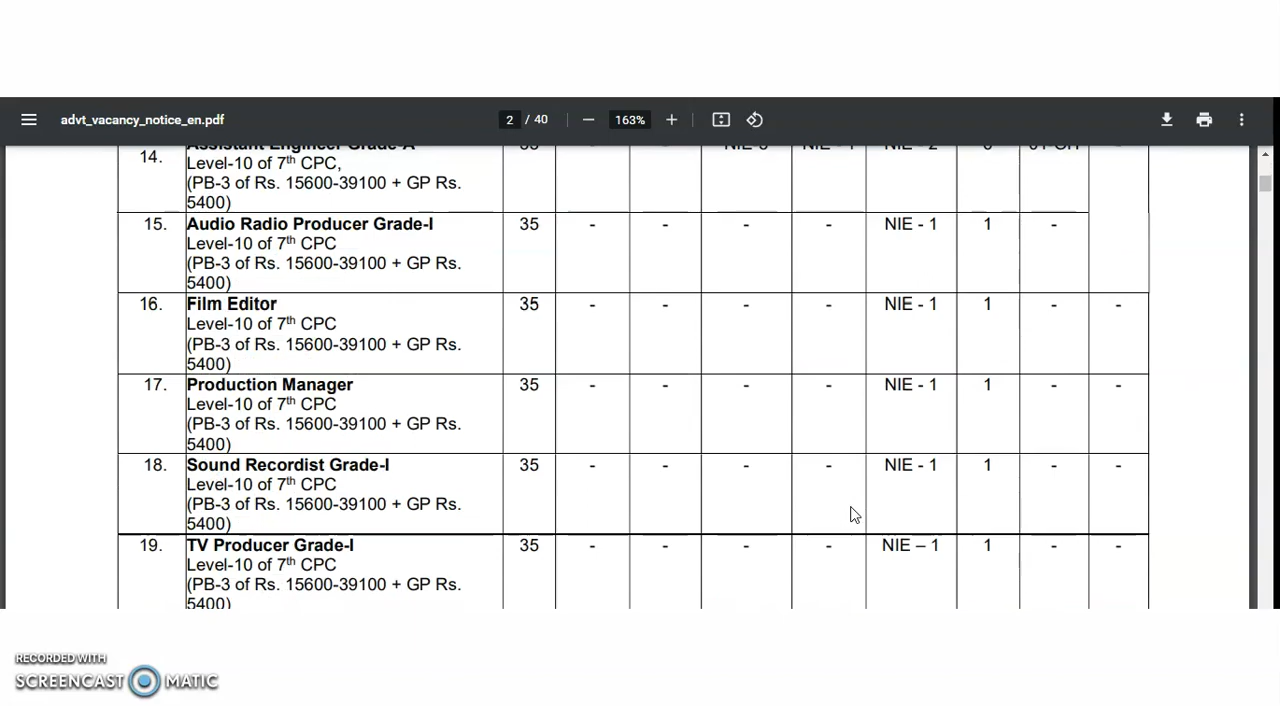 advt_vacancy_notice_en.pdf 2 / 40 163%
14. Assistant Engineer Grade-A
Level-10 of 7th CPC,
(PB-3 of Rs. 15600-39100 + GP Rs.
5400)
15. Audio Radio Producer Grade-I 35 - - - - NIE - 1 1 -
Level-10 of 7th CPC
(PB-3 of Rs. 15600-39100 + GP Rs.
5400)
16. Film Editor 35 - - - - NIE - 1 1 - -
Level-10 of 7th CPC
(PB-3 of Rs. 15600-39100 + GP Rs.
5400)
17. Production Manager 35 - - - - NIE - 1 1 - -
Level-10 of 7th CPC
(PB-3 of Rs. 15600-39100 + GP Rs.
5400)
18. Sound Recordist Grade-I 35 - - - - NIE - 1 1 - -
Level-10 of 7th CPC
(PB-3 of Rs. 15600-39100 + GP Rs.
5400)
19. TV Producer Grade-I 35 - - - - NIE – 1 1 - -
Level-10 of 7th CPC
(PB-3 of Rs. 15600-39100 + GP Rs.
5400)
RECORDED WITH
SCREENCAST MATIC